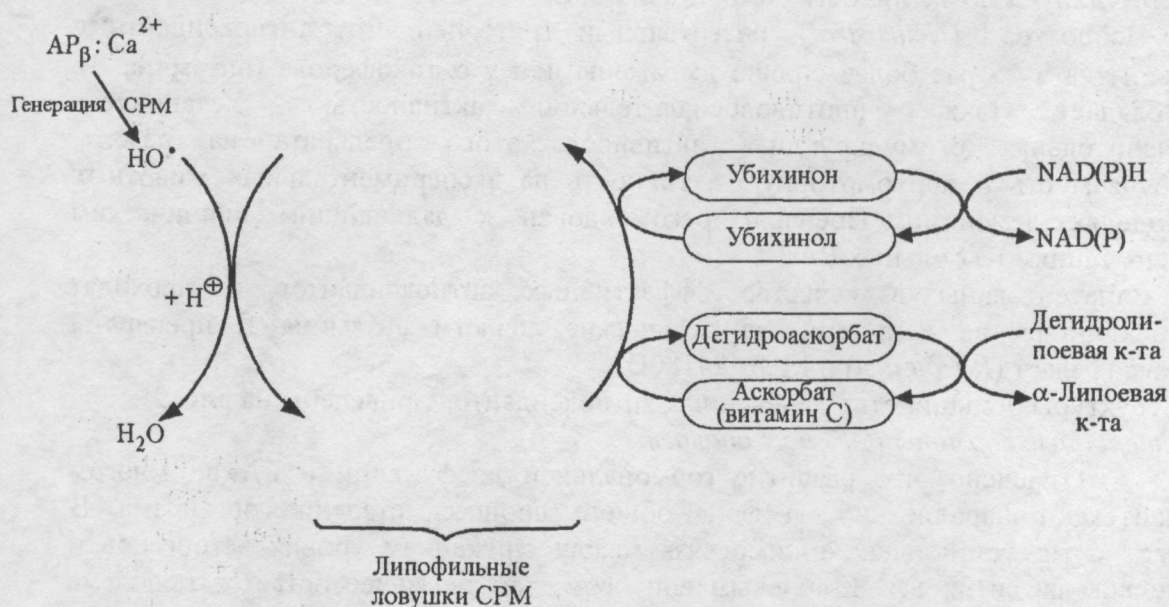 APβ : Ca²⁺
Генерация СРМ
HO•
+ H⊕
H₂O
Убихинон
Убихинол
NAD(P)H
NAD(P)
Дегидроаскорбат
Аскорбат
(витамин С)
Дегидроли-
поевая к-та
α-Липоевая
к-та
Липофильные
ловушки СРМ